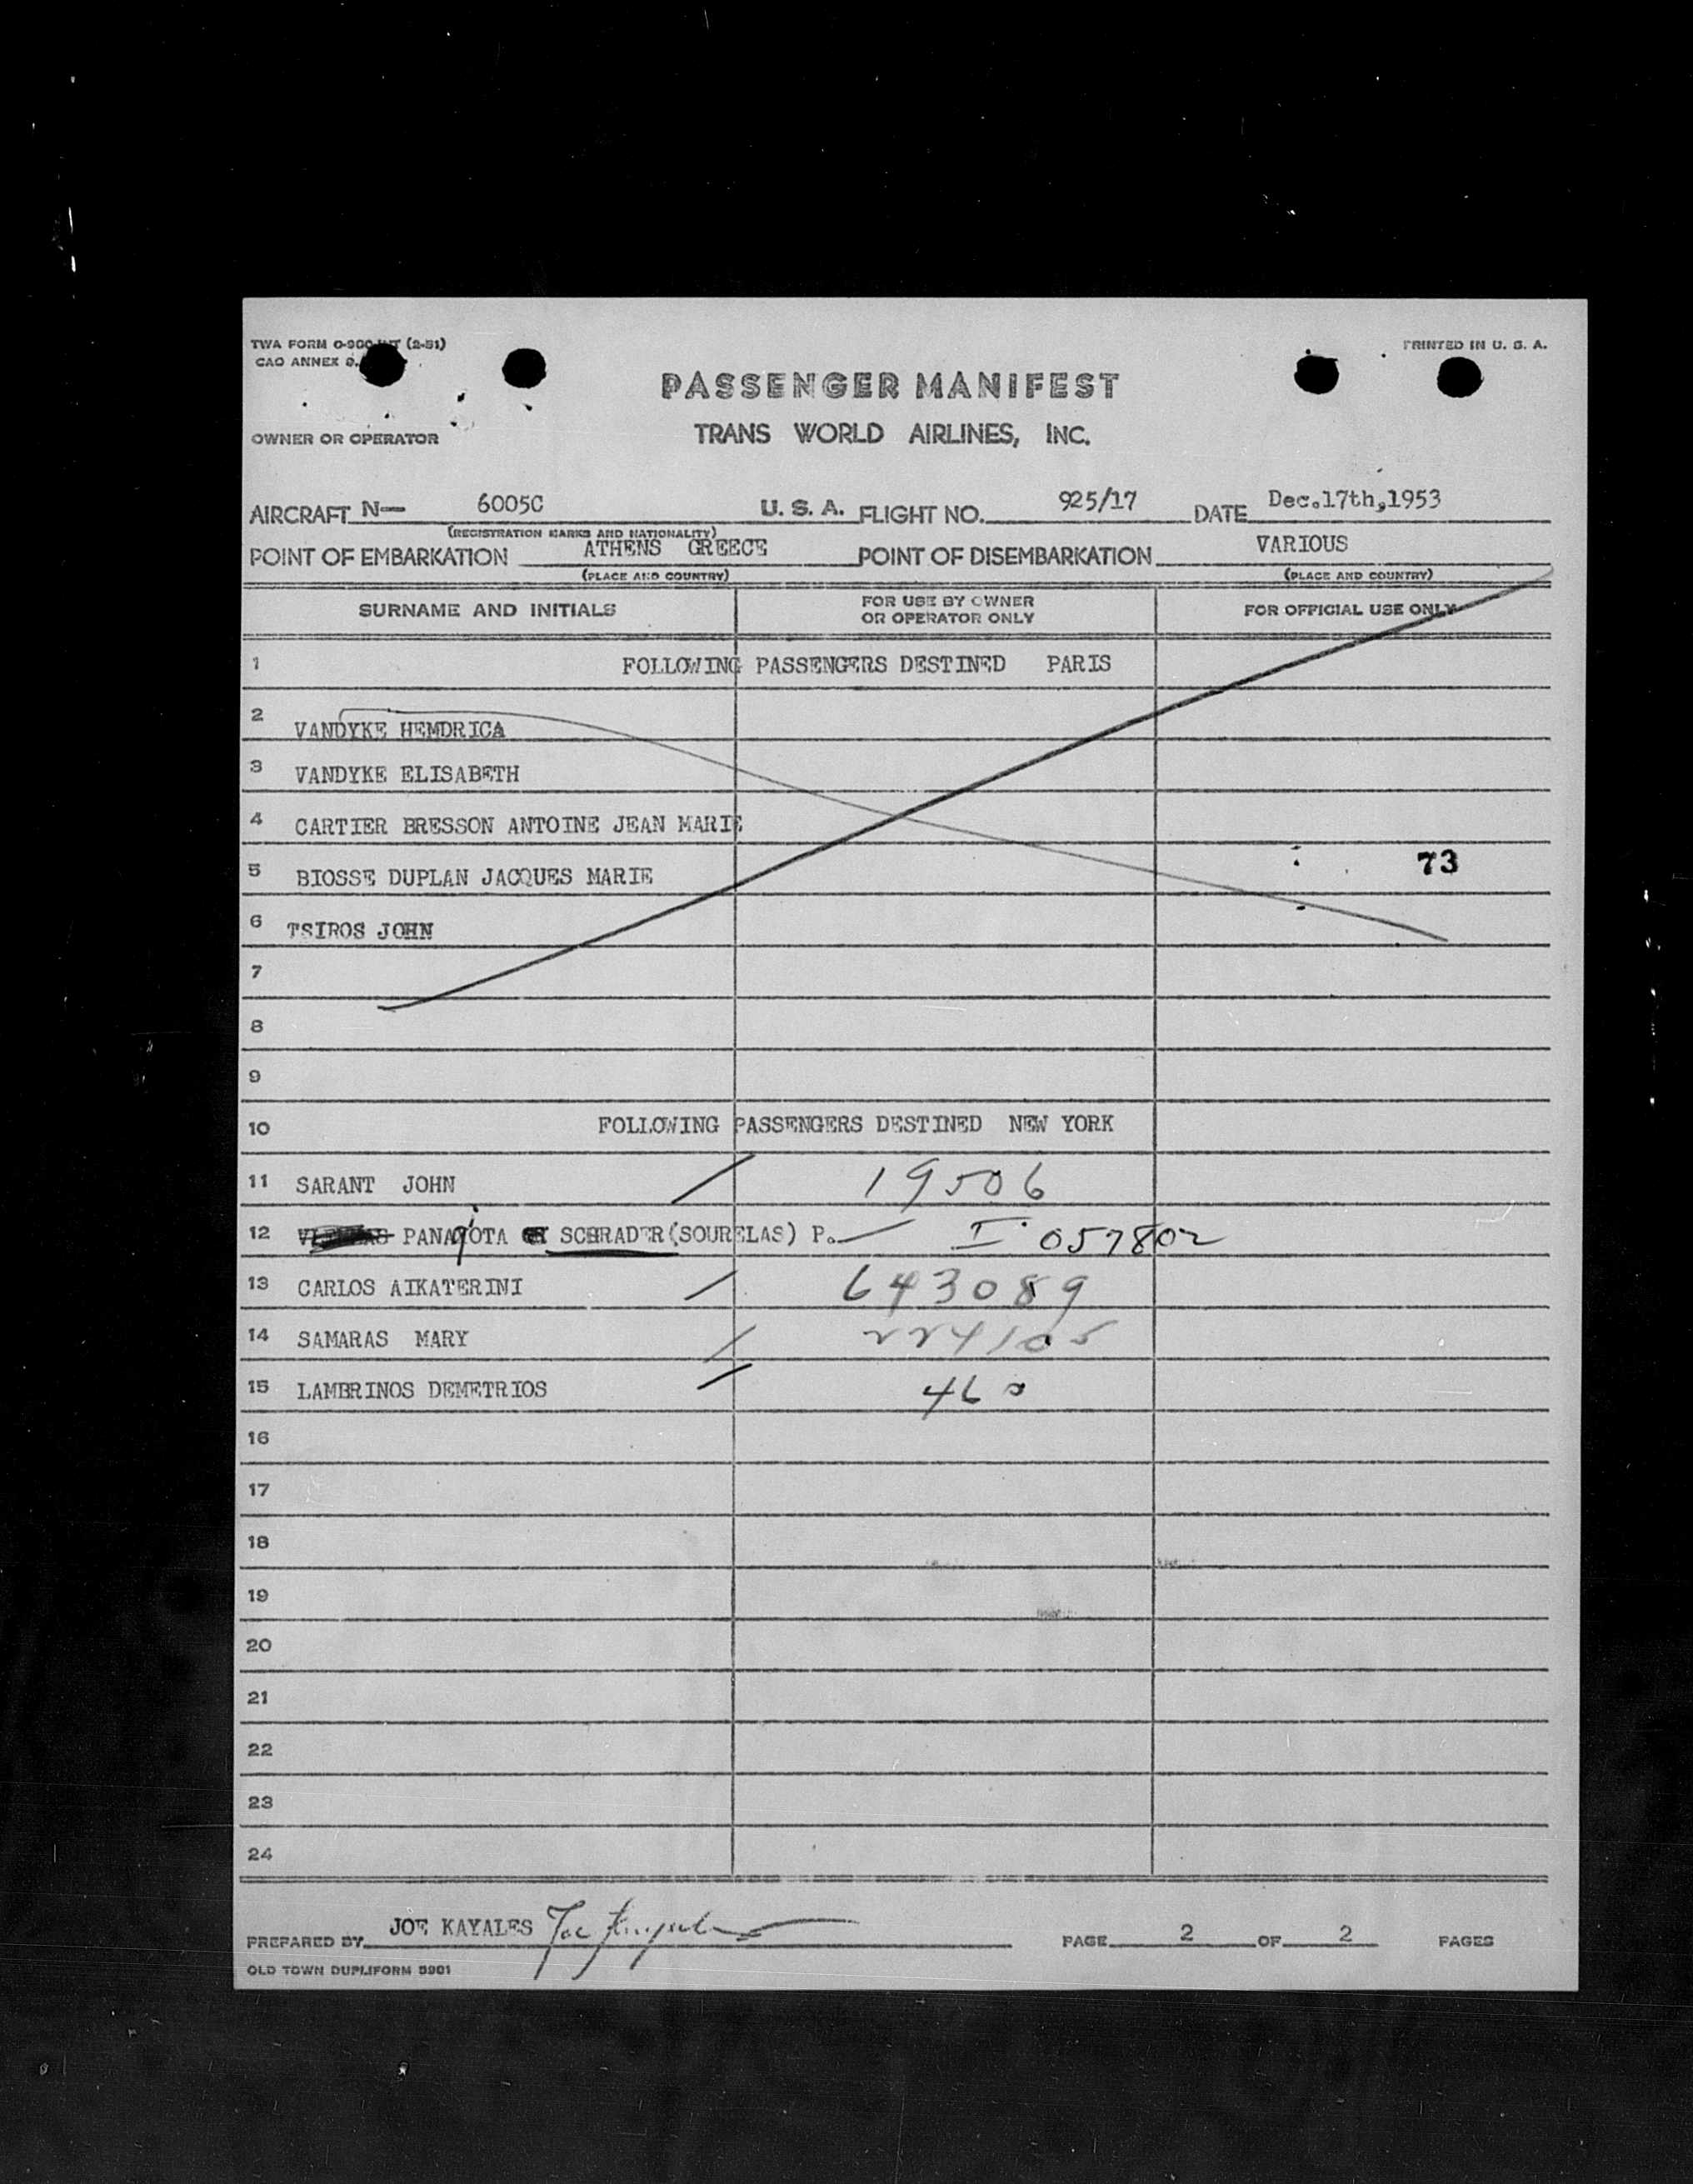 TWA FORM 0-900-INT (2-51)
CAO ANNEX 9.
PRINTED IN U. S. A.
PASSENGER MANIFEST
OWNER OR OPERATOR
TRANS WORLD AIRLINES, INC.
AIRCRAFT N— 6005C U. S. A. FLIGHT NO. 925/17 DATE Dec.17th,1953
(REGISTRATION MARKS AND NATIONALITY)
POINT OF EMBARKATION ATHENS GREECE POINT OF DISEMBARKATION VARIOUS
(PLACE AND COUNTRY) (PLACE AND COUNTRY)
SURNAME AND INITIALS FOR USE BY OWNER OR OPERATOR ONLY FOR OFFICIAL USE ONLY
1 FOLLOWING PASSENGERS DESTINED PARIS
2 VANDYKE HEMDRICA
3 VANDYKE ELISABETH
4 CARTIER BRESSON ANTOINE JEAN MARIE
5 BIOSSE DUPLAN JACQUES MARIE 73
6 TSIROS JOHN
7
8
9
10 FOLLOWING PASSENGERS DESTINED NEW YORK
11 SARANT JOHN 19506
12 PANAGIOTA SCHRADER(SOURELAS) P. I 057802
13 CARLOS AIKATERINI 643089
14 SAMARAS MARY 224105
15 LAMBRINOS DEMETRIOS
16
17
18
19
20
21
22
23
24
PREPARED BY JOE KAYALES Joe Kayales PAGE 2 OF 2 PAGES
OLD TOWN DUPLIFORM 5901